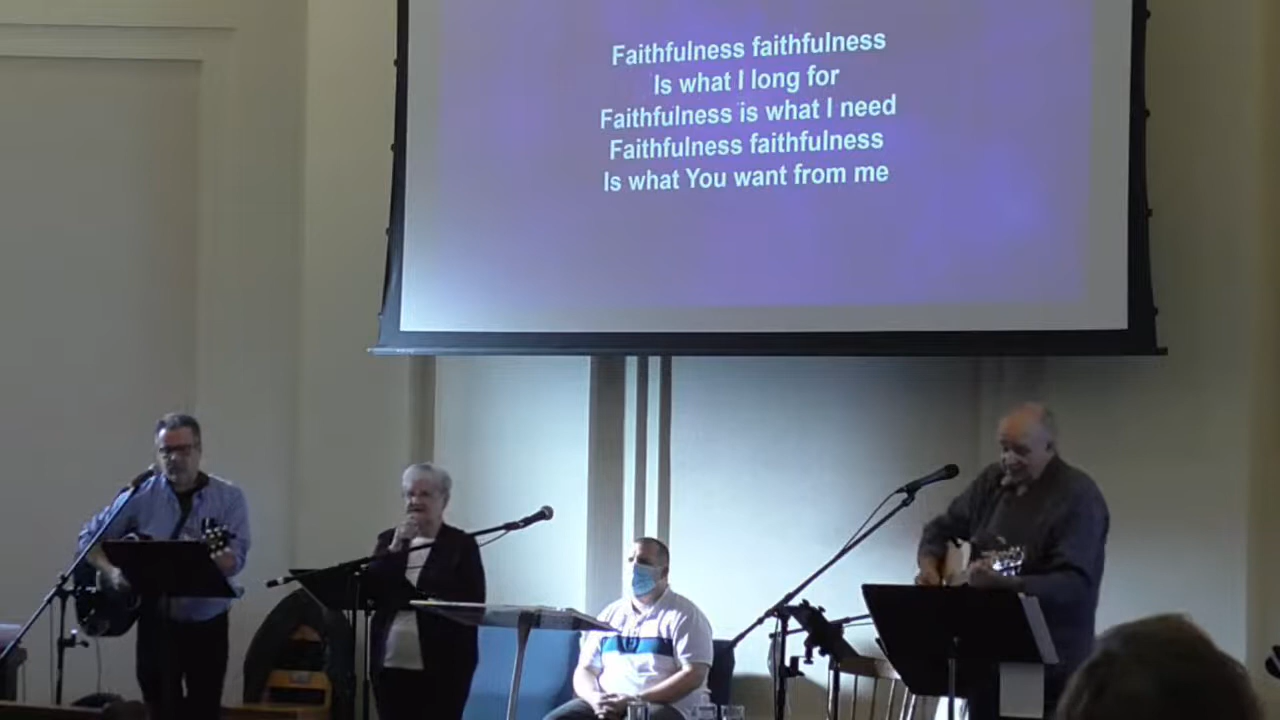 Faithfulness faithfulness
Is what I long for
Faithfulness is what I need
Faithfulness faithfulness
Is what You want from me